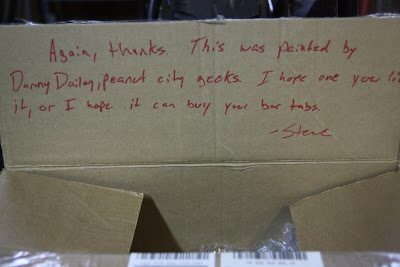 Again, thanks. This was painted by
Danny Dailey, peanut city geeks. I hope one you li
it, or I hope it can buy your bar tabs.
-Steve